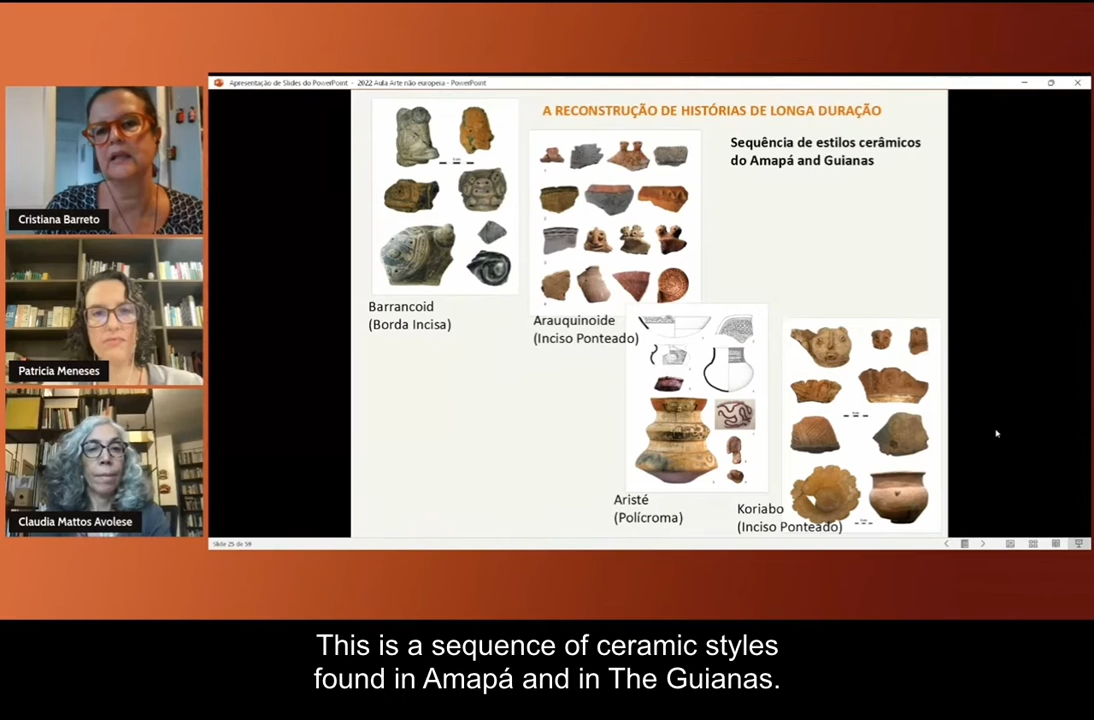 Apresentação de Slides do PowerPoint - 2022 Aula Arte não europeia - PowerPoint
A RECONSTRUÇÃO DE HISTÓRIAS DE LONGA DURAÇÃO
Sequência de estilos cerâmicos
do Amapá and Guianas
Cristiana Barreto
Barrancoid
(Borda Incisa)
Arauquinoide
(Inciso Ponteado)
Patricia Meneses
Aristé
(Polícroma)
Koriabo
(Inciso Ponteado)
Claudia Mattos Avolese
Slide 25 de 59
This is a sequence of ceramic styles
found in Amapá and in The Guianas.